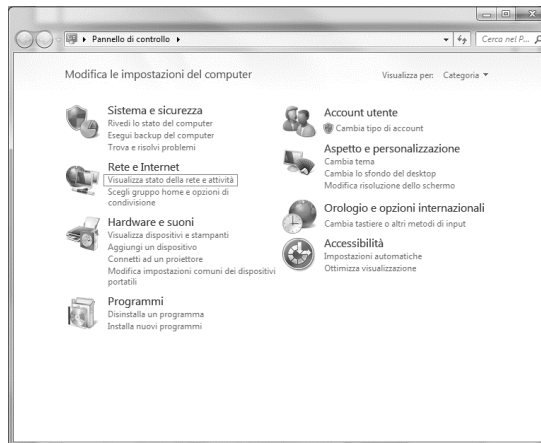 Pannello di controllo
Cerca nel P...
Modifica le impostazioni del computer
Visualizza per: Categoria
Sistema e sicurezza
Rivedi lo stato del computer
Esegui backup del computer
Trova e risolvi problemi
Rete e Internet
Visualizza stato della rete e attività
Scegli gruppo home e opzioni di
condivisione
Hardware e suoni
Visualizza dispositivi e stampanti
Aggiungi un dispositivo
Connetti ad un proiettore
Modifica impostazioni comuni dei dispositivi
portatili
Programmi
Disinstalla un programma
Installa nuovi programmi
Account utente
Cambia tipo di account
Aspetto e personalizzazione
Cambia tema
Cambia lo sfondo del desktop
Modifica risoluzione dello schermo
Orologio e opzioni internazionali
Cambia tastiere o altri metodi di input
Accessibilità
Impostazioni automatiche
Ottimizza visualizzazione